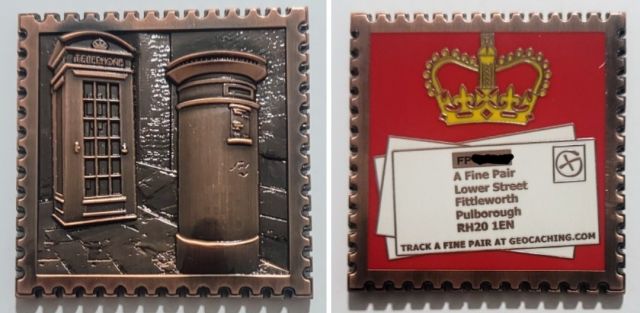 TELEPHONE
FP
A Fine Pair
Lower Street
Fittleworth
Pulborough
RH20 1EN
TRACK A FINE PAIR AT GEOCACHING.COM